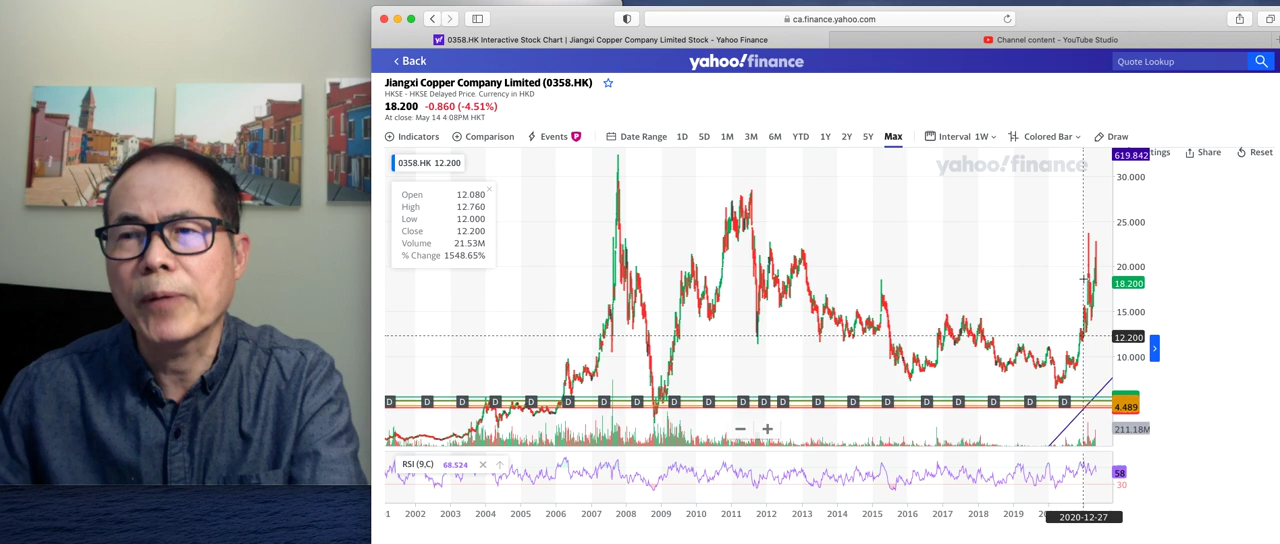 ca.finance.yahoo.com
0358.HK Interactive Stock Chart | Jiangxi Copper Company Limited Stock - Yahoo Finance
Channel content - YouTube Studio
Back
yahoo!finance
Quote Lookup
Jiangxi Copper Company Limited (0358.HK)
HKSE - HKSE Delayed Price. Currency in HKD
18.200 -0.860 (-4.51%)
At close: May 14 4:08PM HKT
Indicators Comparison Events P Date Range 1D 5D 1M 3M 6M YTD 1Y 2Y 5Y Max Interval 1W Colored Bar Draw
tings Share Reset
0358.HK 12.200
yahoo!finance
619.842
30.000
25.000
20.000
18.200
15.000
12.200
10.000
4.489
211.18M
Open 12.080
High 12.760
Low 12.000
Close 12.200
Volume 21.53M
% Change 1548.65%
D D D D D D D D D D D D D D D D D D D D
RSI (9,C) 68.524
58
30
1 2002 2003 2004 2005 2006 2007 2008 2009 2010 2011 2012 2013 2014 2015 2016 2017 2018 2019 2
2020-12-27